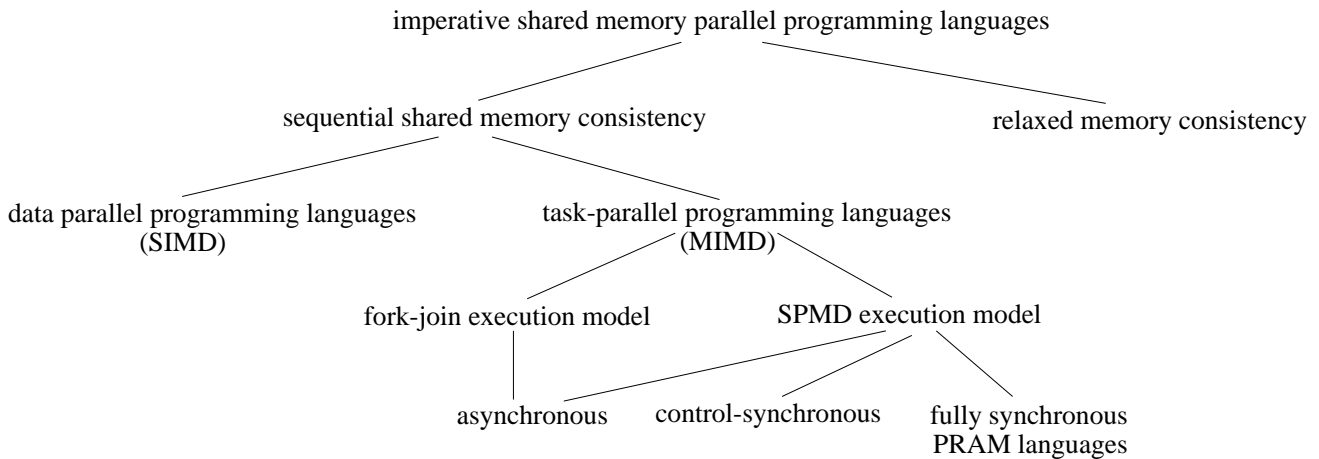 imperative shared memory parallel programming languages
sequential shared memory consistency
relaxed memory consistency
data parallel programming languages
(SIMD)
task-parallel programming languages
(MIMD)
fork-join execution model
SPMD execution model
asynchronous
control-synchronous
fully synchronous
PRAM languages